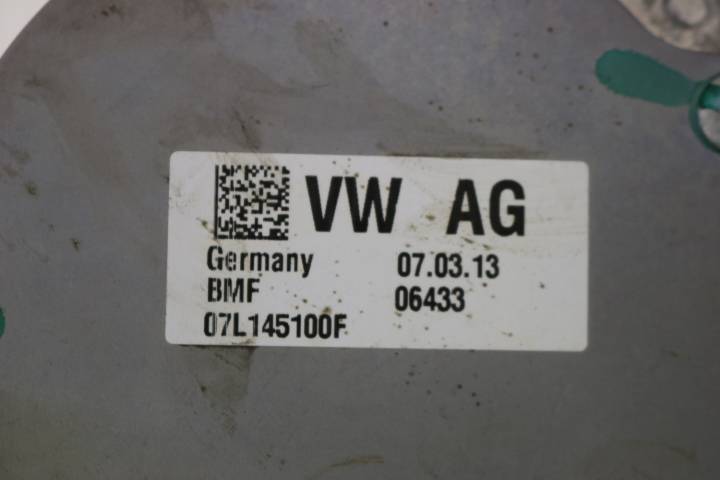 VW AG
Germany 07.03.13
BMF 06433
07L145100F